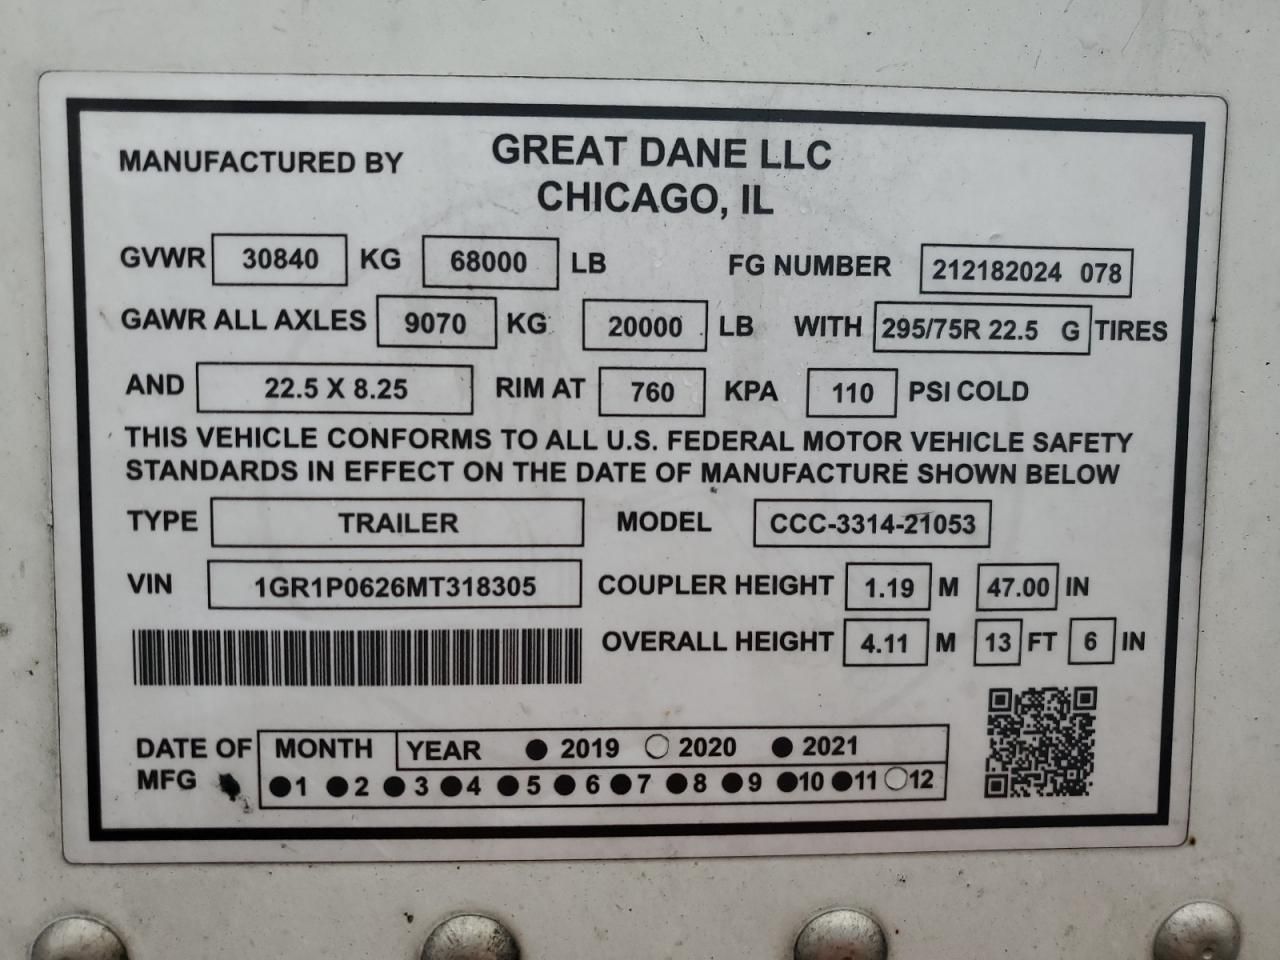 MANUFACTURED BY GREAT DANE LLC
CHICAGO, IL
GVWR 30840 KG 68000 LB FG NUMBER 212182024 078
GAWR ALL AXLES 9070 KG 20000 LB WITH 295/75R 22.5 G TIRES
AND 22.5 X 8.25 RIM AT 760 KPA 110 PSI COLD
THIS VEHICLE CONFORMS TO ALL U.S. FEDERAL MOTOR VEHICLE SAFETY
STANDARDS IN EFFECT ON THE DATE OF MANUFACTURE SHOWN BELOW
TYPE TRAILER MODEL CCC-3314-21053
VIN 1GR1P0626MT318305 COUPLER HEIGHT 1.19 M 47.00 IN
OVERALL HEIGHT 4.11 M 13 FT 6 IN
DATE OF MONTH YEAR 2019 2020 2021
MFG 1 2 3 4 5 6 7 8 9 10 11 12